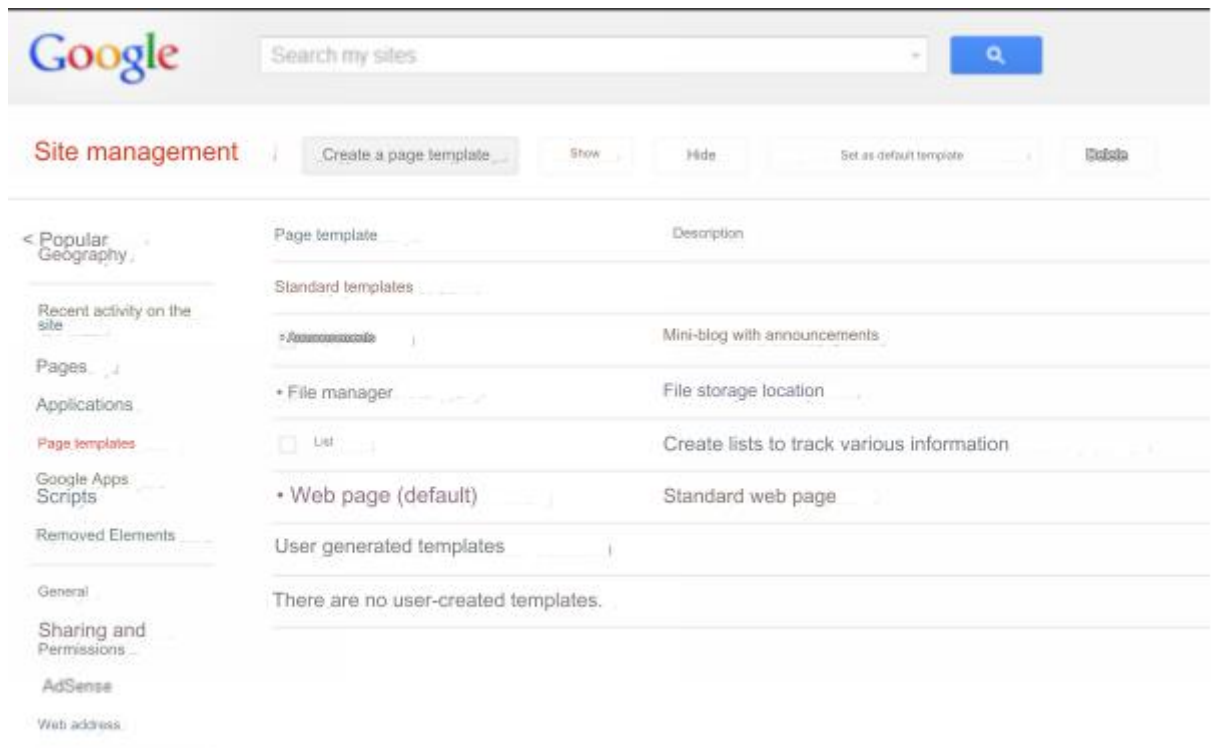 Google
Search my sites
Site management
Create a page template
Show
Hide
Set as default template
Delete
< Popular
Geography
Recent activity on the
site
Pages
Applications
Page templates
Google Apps
Scripts
Removed Elements
General
Sharing and
Permissions
AdSense
Web address
Page template
Description
Standard templates
Mini-blog with announcements
• File manager
File storage location
List
Create lists to track various information
• Web page (default)
Standard web page
User generated templates
There are no user-created templates.